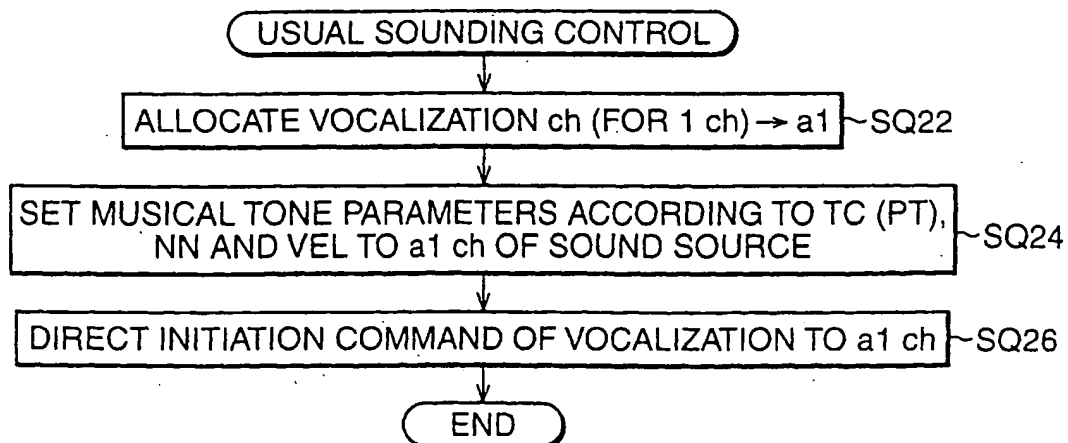 USUAL SOUNDING CONTROL
ALLOCATE VOCALIZATION ch (FOR 1 ch) → a1 ~SQ22
SET MUSICAL TONE PARAMETERS ACCORDING TO TC (PT),
NN AND VEL TO a1 ch OF SOUND SOURCE ~SQ24
DIRECT INITIATION COMMAND OF VOCALIZATION TO a1 ch ~SQ26
END